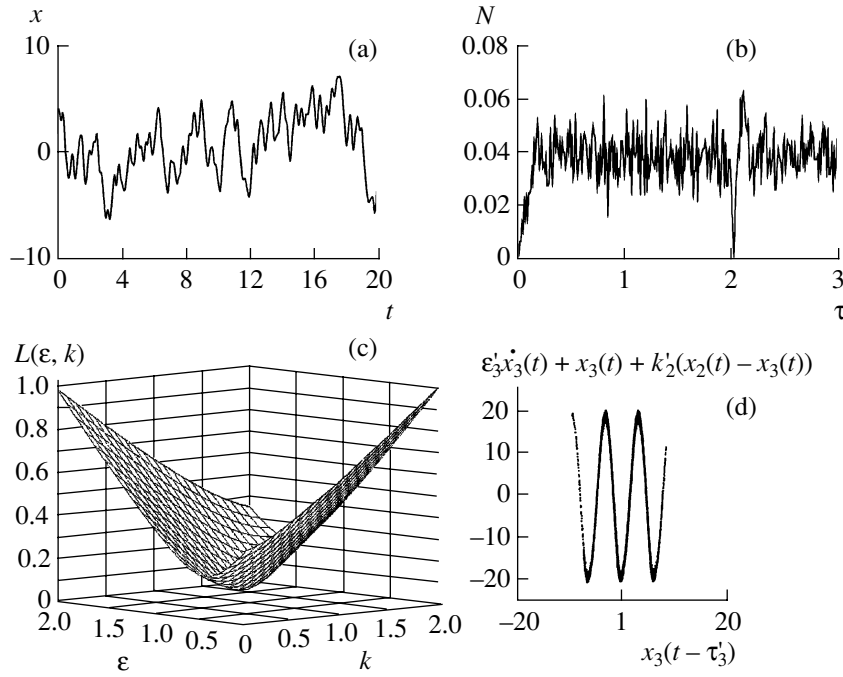 x
(a)
10
0
–10
0 4 8 12 16 20
t
N
(b)
0.08
0.06
0.04
0.02
0
0 1 2 3
τ
L(ε, k)
(c)
1.0
0.8
0.6
0.4
0.2
0
2.0 1.5 1.0 0.5 0 0.5 1.0 1.5 2.0
ε k
ε′₃ẋ₃(t) + x₃(t) + k′₂(x₂(t) – x₃(t))
(d)
20
10
0
–10
–20
–20 1 20
x₃(t – τ′₃)